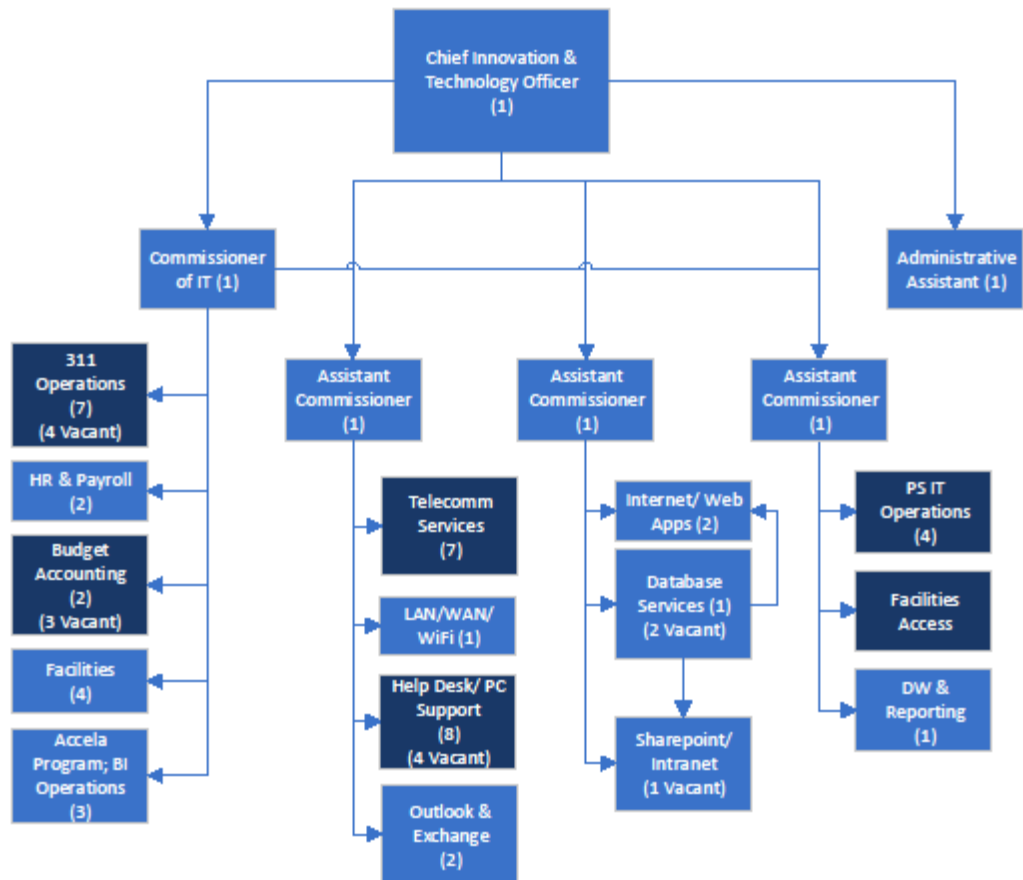 Chief Innovation &
Technology Officer
(1)
Commissioner
of IT (1)
Administrative
Assistant (1)
311
Operations
(7)
(4 Vacant)
HR & Payroll
(2)
Budget
Accounting
(2)
(3 Vacant)
Facilities
(4)
Accela
Program; BI
Operations
(3)
Assistant
Commissioner
(1)
Telecomm
Services
(7)
LAN/WAN/
WiFi (1)
Help Desk/ PC
Support
(8)
(4 Vacant)
Outlook &
Exchange
(2)
Assistant
Commissioner
(1)
Internet/ Web
Apps (2)
Database
Services (1)
(2 Vacant)
Sharepoint/
Intranet
(1 Vacant)
Assistant
Commissioner
(1)
PS IT
Operations
(4)
Facilities
Access
DW &
Reporting
(1)